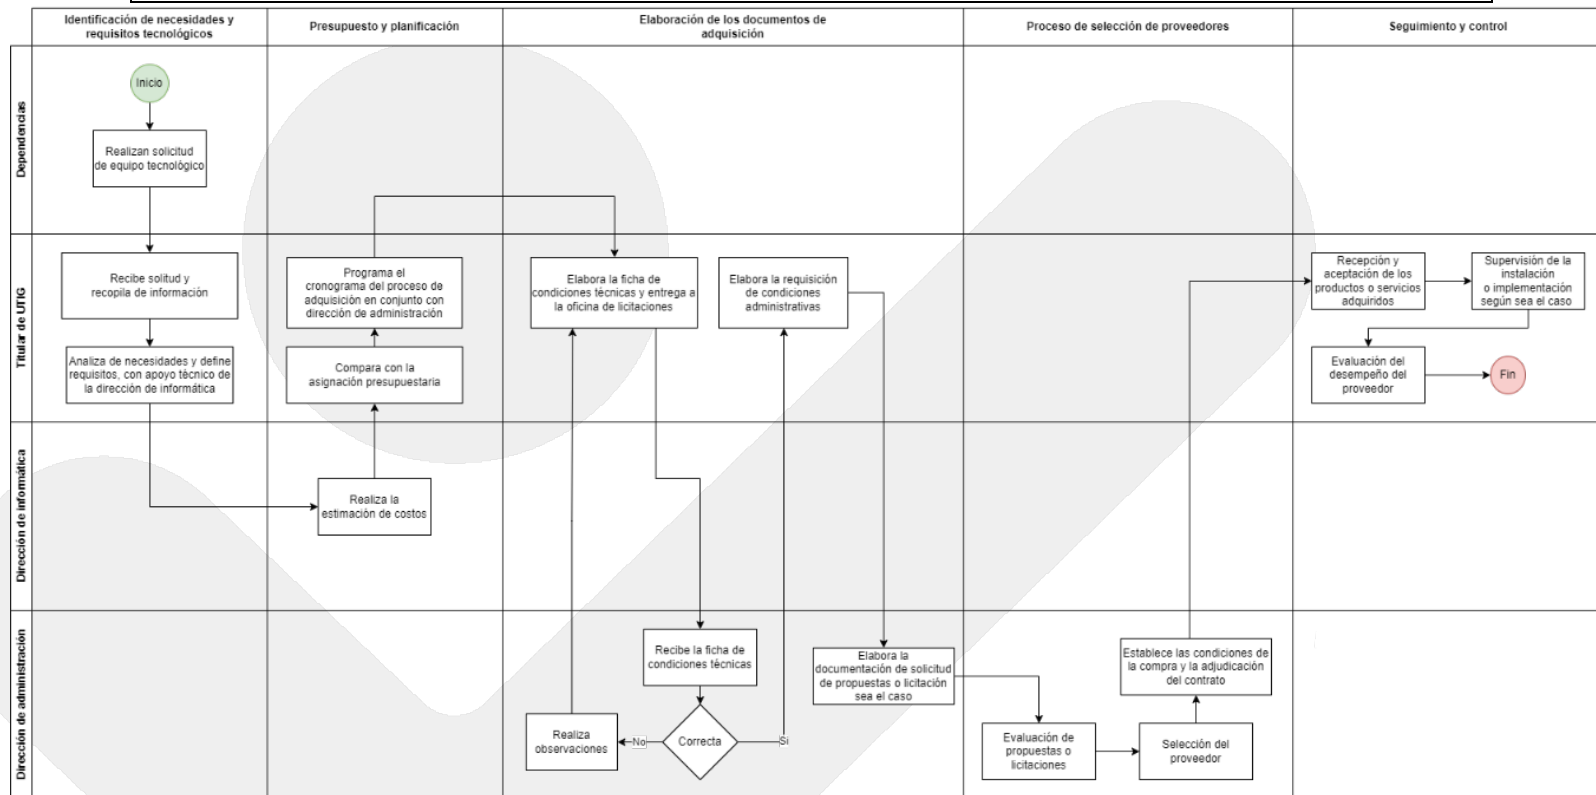 Identificación de necesidades y
requisitos tecnológicos
Presupuesto y planificación
Elaboración de los documentos de
adquisición
Proceso de selección de proveedores
Seguimiento y control
Dependencias
Inicio
Realizan solicitud
de equipo tecnológico
Titular de UTIG
Recibe solitud y
recopila de información
Analiza de necesidades y define
requisitos, con apoyo técnico de
la dirección de informática
Programa el
cronograma del proceso de
adquisición en conjunto con
dirección de administración
Compara con la
asignación presupuestaria
Elabora la ficha de
condiciones técnicas y entrega a
la oficina de licitaciones
Elabora la requisición
de condiciones
administrativas
Recepción y
aceptación de los
productos o servicios
adquiridos
Supervisión de la
instalación
o implementación
según sea el caso
Evaluación del
desempeño del
proveedor
Fin
Dirección de informática
Realiza la
estimación de costos
Dirección de administración
Recibe la ficha de
condiciones técnicas
Correcta
No
Si
Realiza
observaciones
Elabora la
documentación de solicitud
de propuestas o licitación
sea el caso
Evaluación de
propuestas o
licitaciones
Selección del
proveedor
Establece las condiciones de
la compra y la adjudicación
del contrato